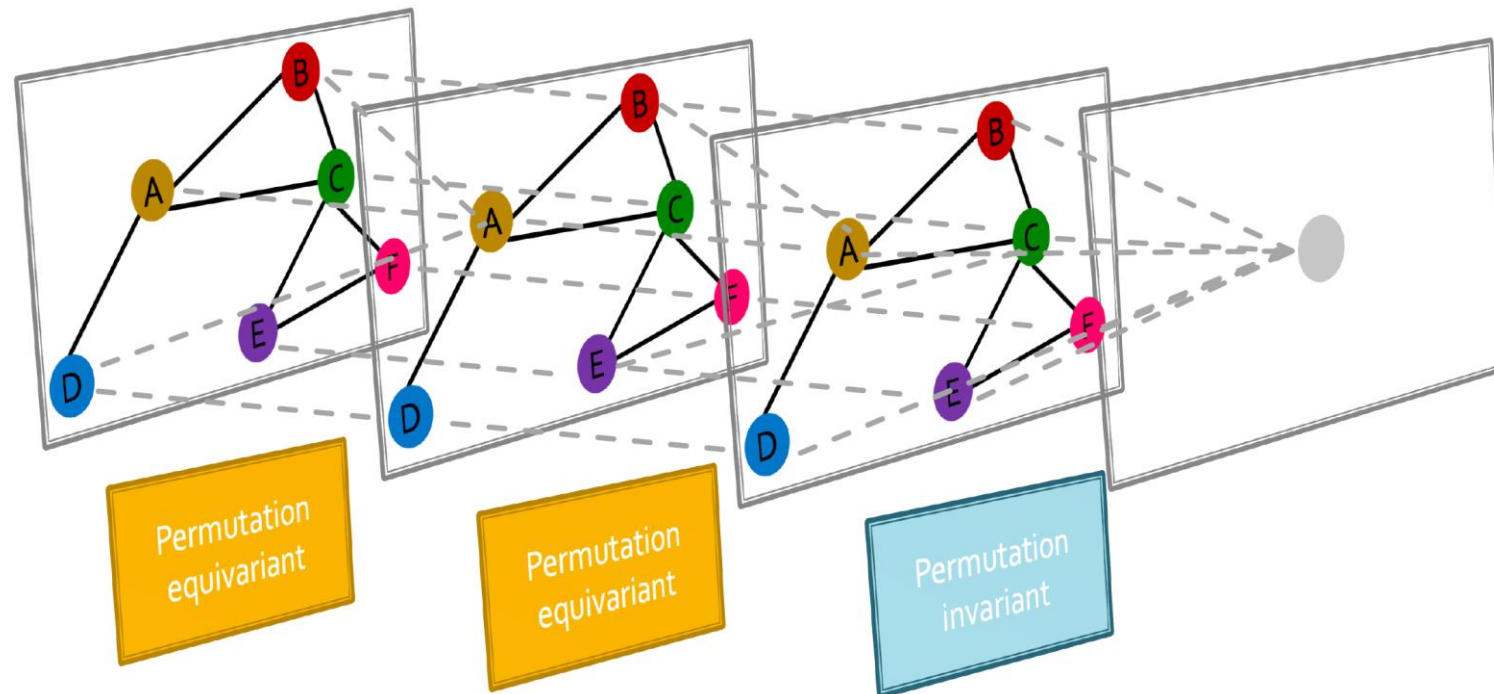 B
A
C
F
E
D
B
A
C
F
E
D
B
A
C
F
E
D
Permutation
equivariant
Permutation
equivariant
Permutation
invariant